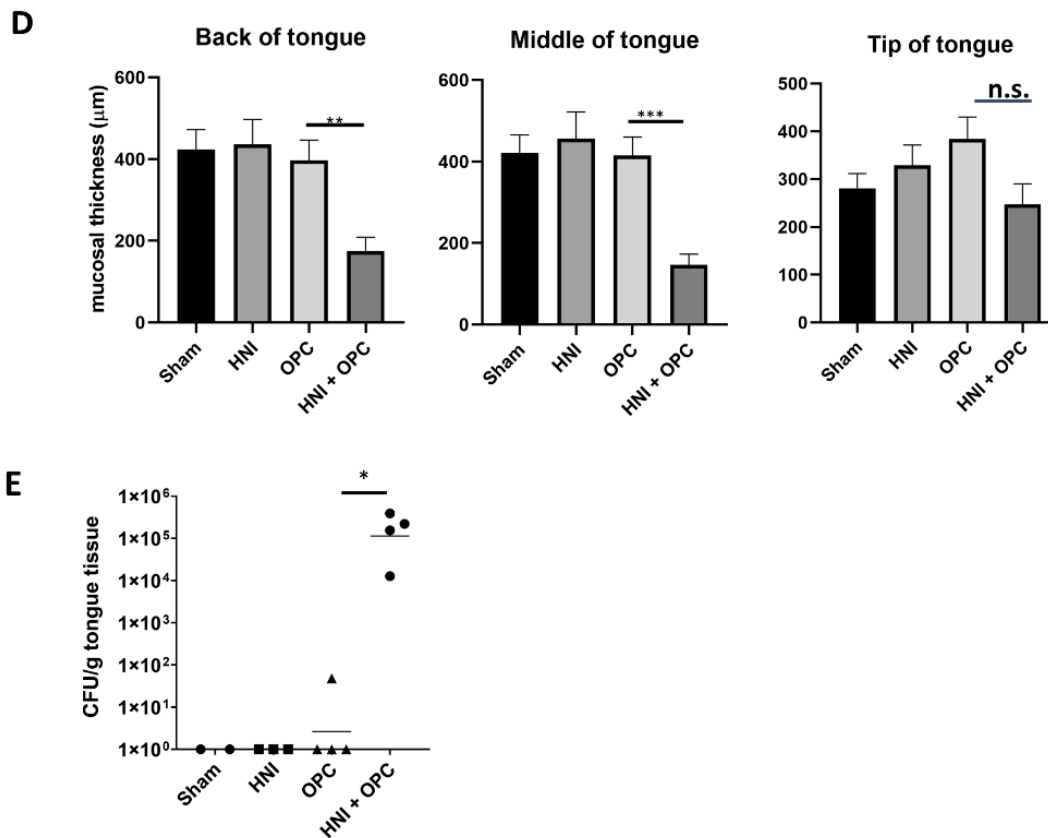 D
Back of tongue
Middle of tongue
Tip of tongue
mucosal thickness (μm)
600
400
200
0
**
Sham
HNI
OPC
HNI + OPC
600
400
200
0
***
Sham
HNI
OPC
HNI + OPC
500
400
300
200
300
100
0
n.s.
Sham
HNI
OPC
HNI + OPC
E
CFU/g tongue tissue
1×10⁶
1×10⁵
1×10⁴
1×10³
1×10²
1×10¹
1×10⁰
*
Sham
HNI
OPC
HNI + OPC